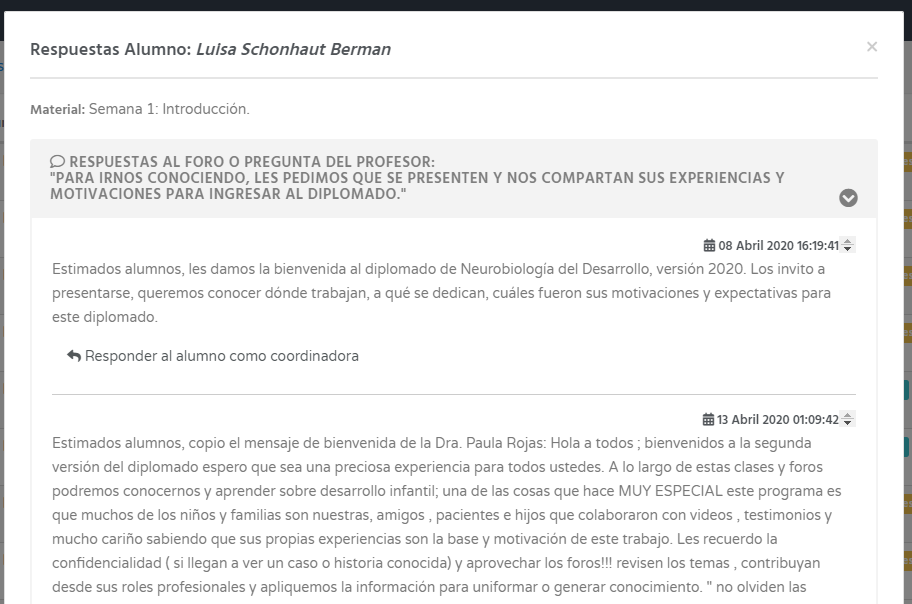 Respuestas Alumno: Luisa Schonhaut Berman
×
Material: Semana 1: Introducción.
RESPUESTAS AL FORO O PREGUNTA DEL PROFESOR:
"PARA IRNOS CONOCIENDO, LES PEDIMOS QUE SE PRESENTEN Y NOS COMPARTAN SUS EXPERIENCIAS Y
MOTIVACIONES PARA INGRESAR AL DIPLOMADO."
08 Abril 2020 16:19:41
Estimados alumnos, les damos la bienvenida al diplomado de Neurobiología del Desarrollo, versión 2020. Los invito a
presentarse, queremos conocer dónde trabajan, a qué se dedican, cuáles fueron sus motivaciones y expectativas para
este diplomado.
Responder al alumno como coordinadora
13 Abril 2020 01:09:42
Estimados alumnos, copio el mensaje de bienvenida de la Dra. Paula Rojas: Hola a todos ; bienvenidos a la segunda
versión del diplomado espero que sea una preciosa experiencia para todos ustedes. A lo largo de estas clases y foros
podremos conocernos y aprender sobre desarrollo infantil; una de las cosas que hace MUY ESPECIAL este programa es
que muchos de los niños y familias son nuestras, amigos , pacientes e hijos que colaboraron con videos , testimonios y
mucho cariño sabiendo que sus propias experiencias son la base y motivación de este trabajo. Les recuerdo la
confidencialidad ( si llegan a ver un caso o historia conocida) y aprovechar los foros!!! revisen los temas , contribuyan
desde sus roles profesionales y apliquemos la información para uniformar o generar conocimiento. " no olviden las